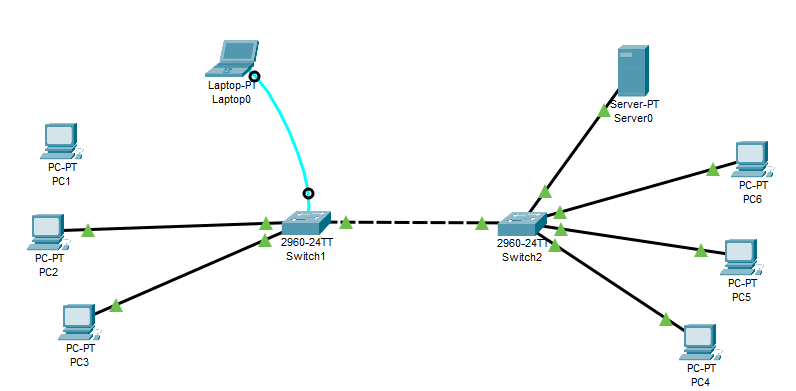 Laptop-PT
Laptop0
Server-PT
Server0
PC-PT
PC1
PC-PT
PC6
PC-PT
PC2
2960-24TT
Switch1
2960-24TT
Switch2
PC-PT
PC5
PC-PT
PC3
PC-PT
PC4